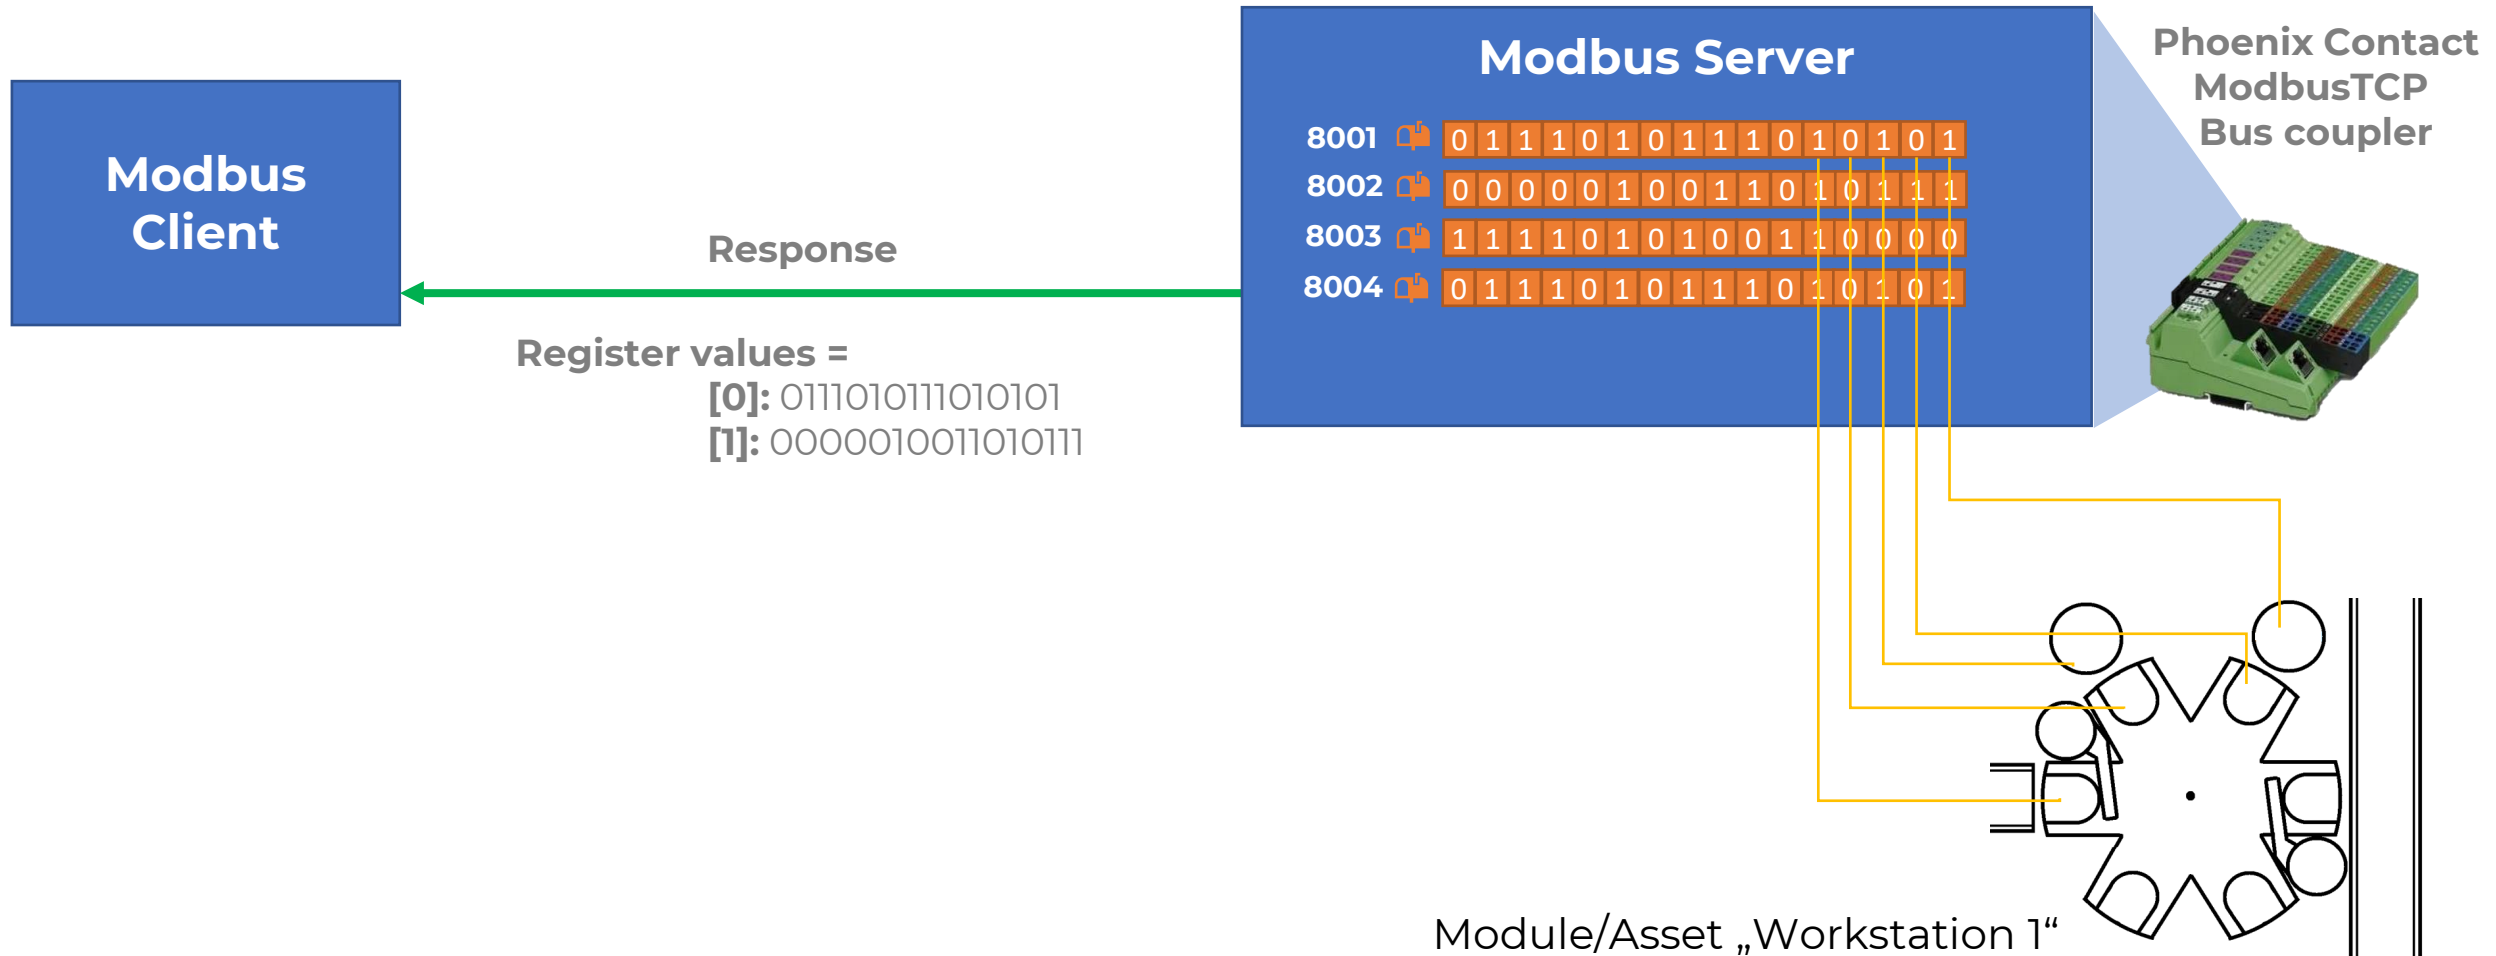 Modbus
Client
Response
Register values =
[0]: 0111010111010101
[1]: 0000010011010111
Modbus Server
8001 0 1 1 1 0 1 0 1 1 1 0 1 0 1 0 1
8002 0 0 0 0 0 1 0 0 1 1 0 1 0 1 1 1
8003 1 1 1 1 0 1 0 1 0 0 1 1 0 0 0 0
8004 0 1 1 1 0 1 0 1 1 1 0 1 0 1 0 1
Phoenix Contact
ModbusTCP
Bus coupler
Module/Asset „Workstation 1“